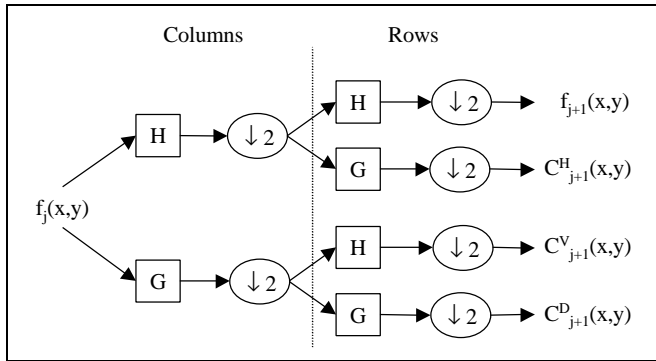 Columns Rows
H ↓2 H ↓2 f_{j+1}(x,y)
G ↓2 C^H_{j+1}(x,y)
f_j(x,y)
G ↓2 H ↓2 C^V_{j+1}(x,y)
G ↓2 C^D_{j+1}(x,y)